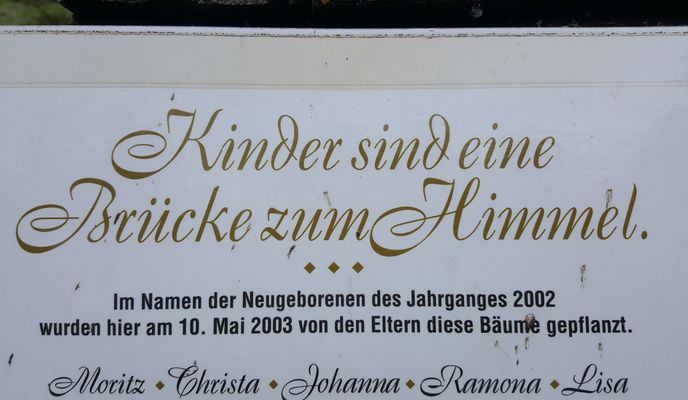 Kinder sind eine
Brücke zum Himmel.
Im Namen der Neugeborenen des Jahrganges 2002
wurden hier am 10. Mai 2003 von den Eltern diese Bäume gepflanzt.
Moritz ◆ Christa ◆ Johanna ◆ Ramona ◆ Lisa